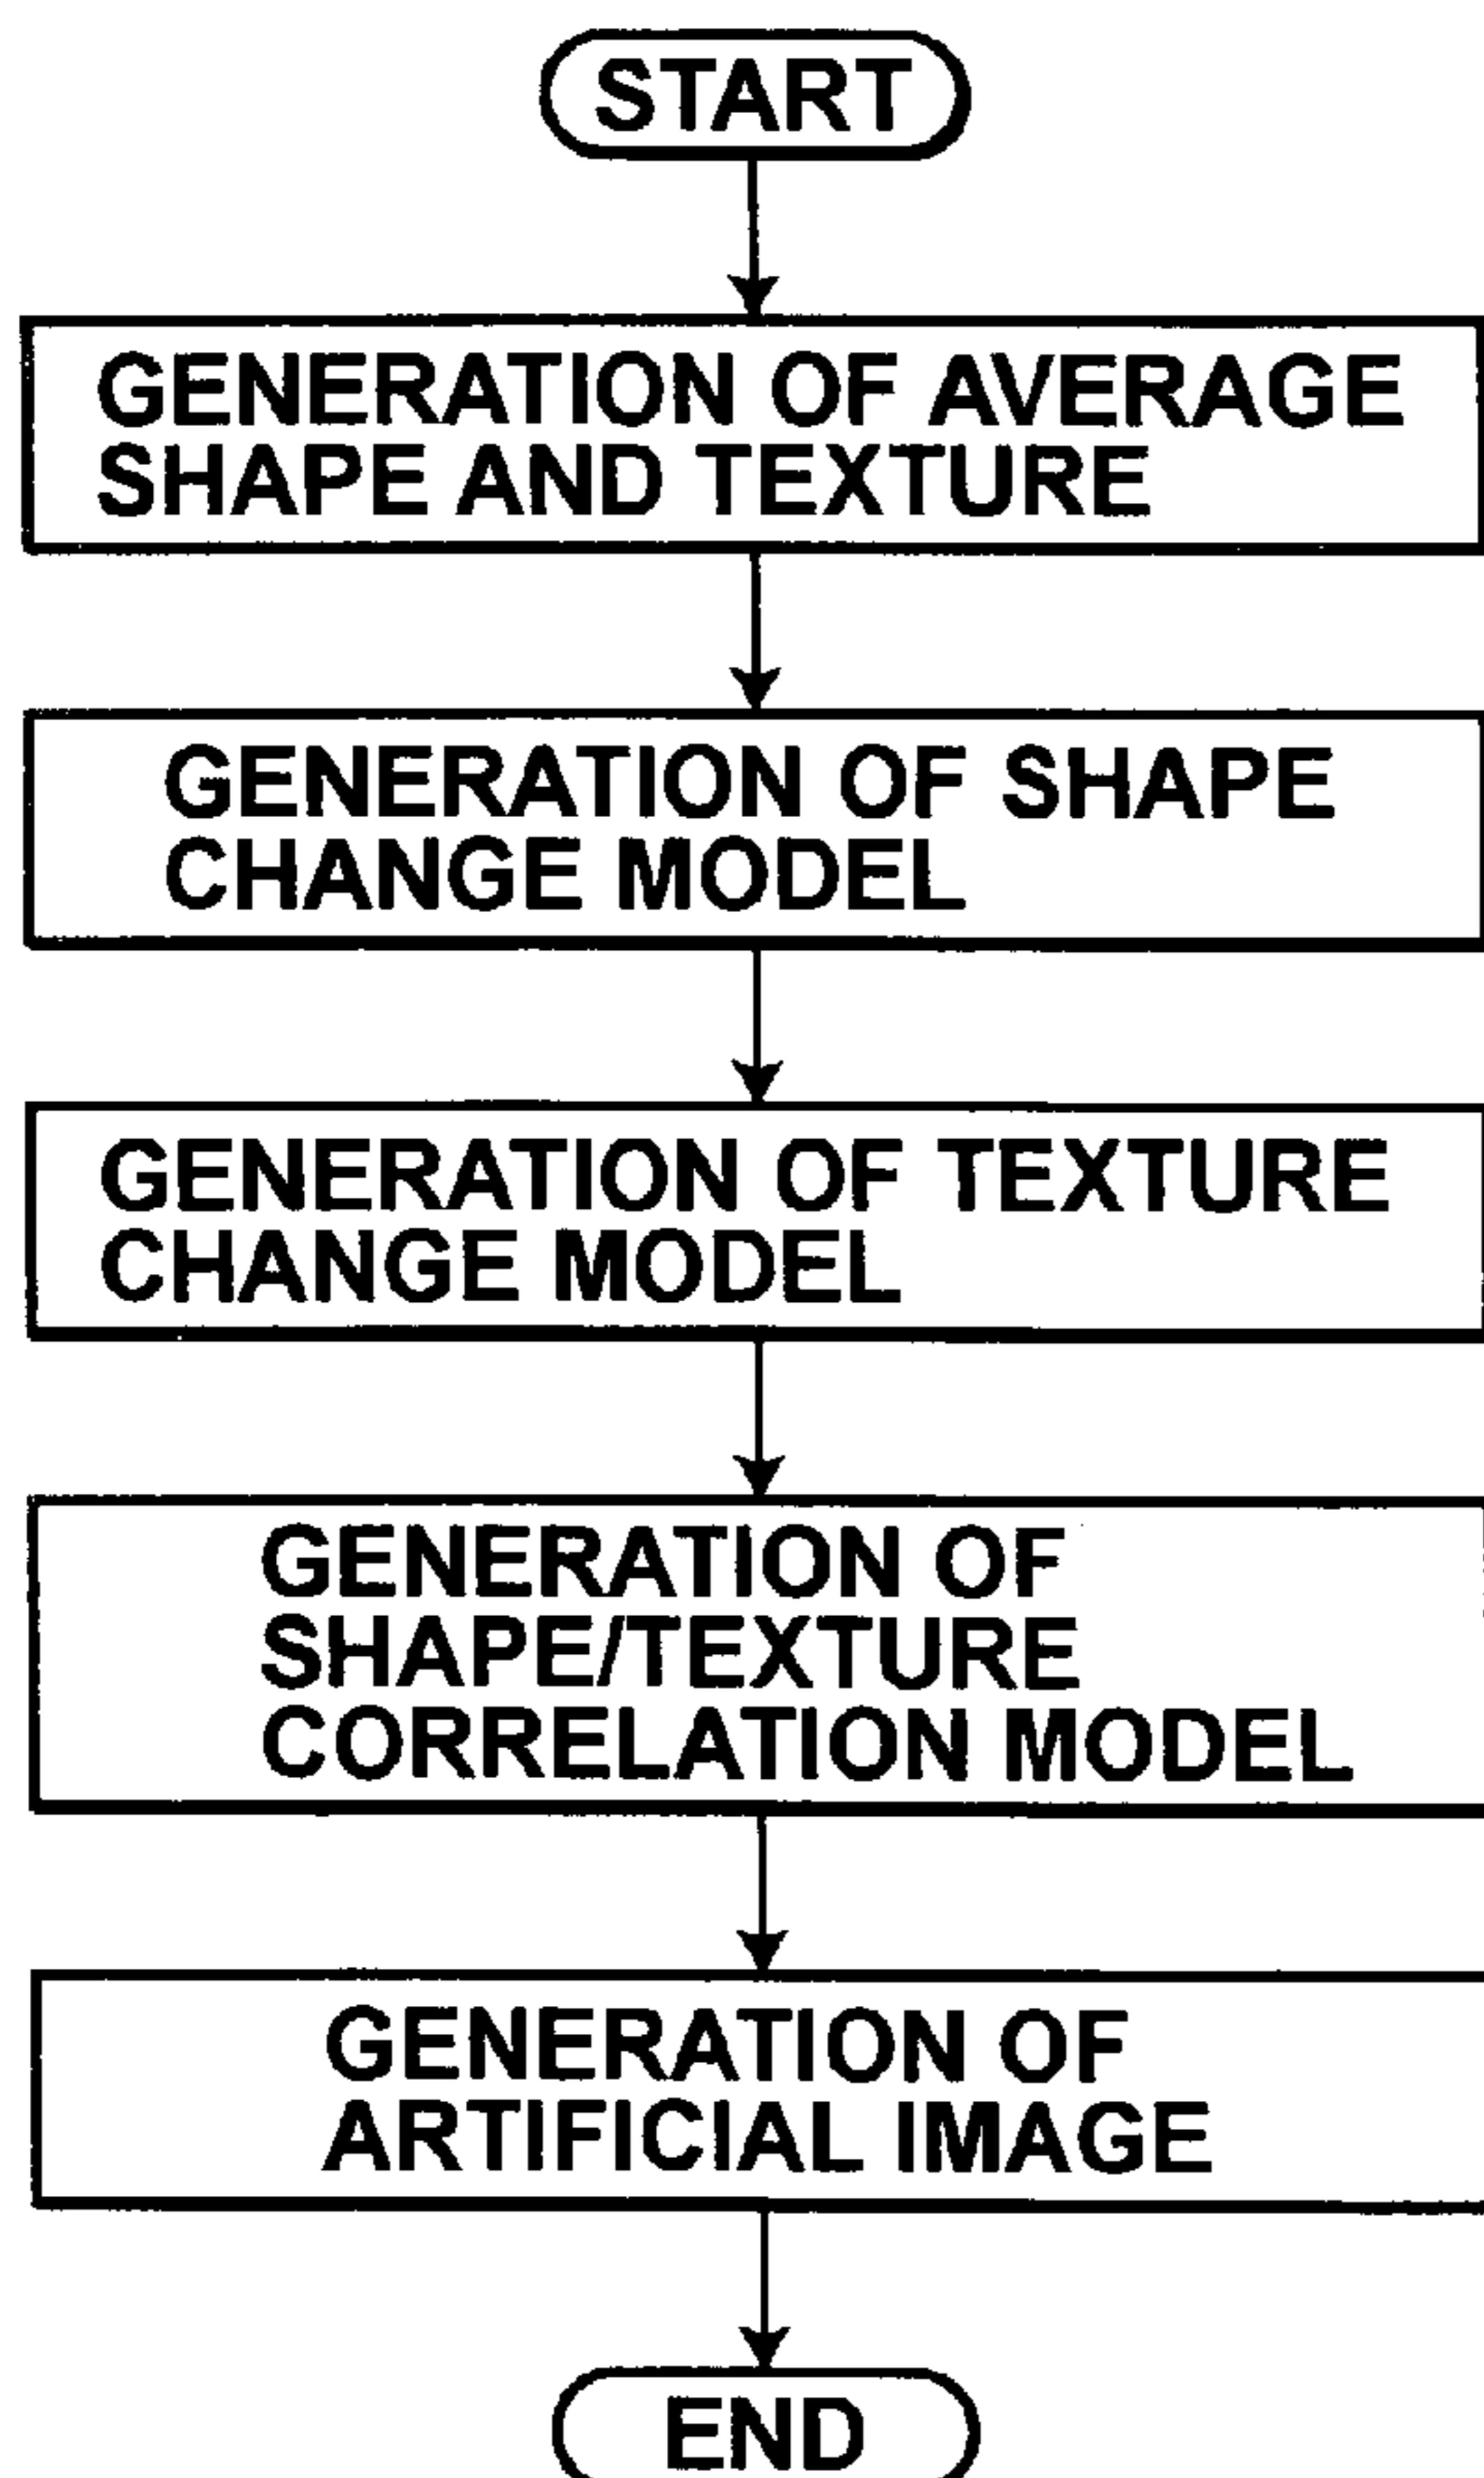 START
GENERATION OF AVERAGE
SHAPE AND TEXTURE
GENERATION OF SHAPE
CHANGE MODEL
GENERATION OF TEXTURE
CHANGE MODEL
GENERATION OF
SHAPE/TEXTURE
CORRELATION MODEL
GENERATION OF
ARTIFICIAL IMAGE
END